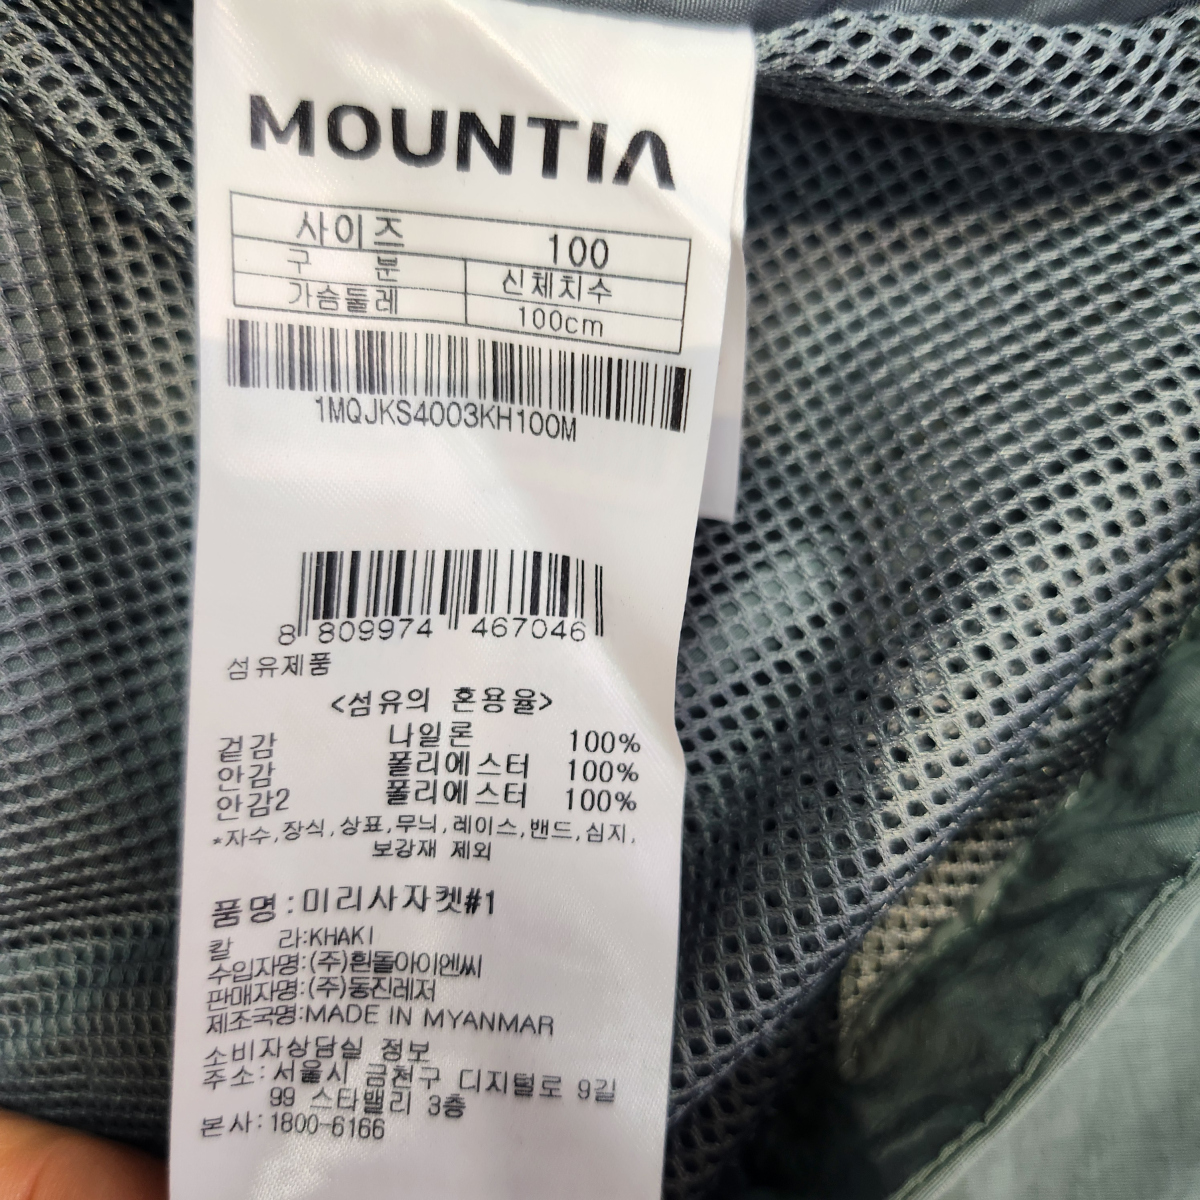 MOUNTIA
사이즈 100
구 분 신체치수
가슴둘레 100cm
1MQJKS4003KH100M
8 809974 467046
섬유제품
<섬유의 혼용율>
겉감 나일론 100%
안감 폴리에스터 100%
안감2 폴리에스터 100%
*자수,장식,상표,무늬,레이스,밴드,심지,
보강재 제외
품명:미리사자켓#1
칼 라:KHAKI
수입자명:(주)흰돌아이엔씨
판매자명:(주)동진레저
제조국명:MADE IN MYANMAR
소비자상담실 정보
주소:서울시 금천구 디지털로 9길
99 스타밸리 3층
본사:1800-6166